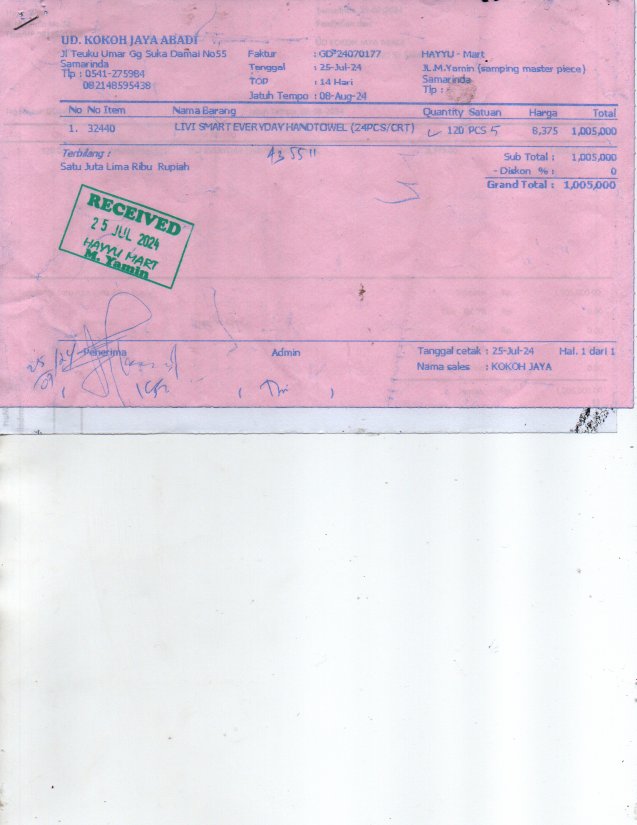 UD. KOKOH JAYA ABADI
Jl Teuku Umar Gg Suka Damai No55
Samarinda
Tlp : 0541-275984
082148595438
Faktur : GD*24070177
Tanggal : 25-Jul-24
TOP : 14 Hari
Jatuh Tempo : 08-Aug-24
HAYYU - Mart
JL.M.Yamin (samping master piece)
Samarinda
Tlp :
No No Item Nama Barang Quantity Satuan Harga Total
1. 32440 LIVI SMART EVERYDAY HANDTOWEL (24PCS/CRT) 120 PCS 5 8,375 1,005,000
Terbilang :
Satu Juta Lima Ribu Rupiah
Sub Total : 1,005,000
- Diskon % : 0
Grand Total : 1,005,000
RECEIVED
25 JUL 2024
HAYYU MART
M. Yamin
Penerima
Admin
Tanggal cetak : 25-Jul-24 Hal. 1 dari 1
Nama sales : KOKOH JAYA